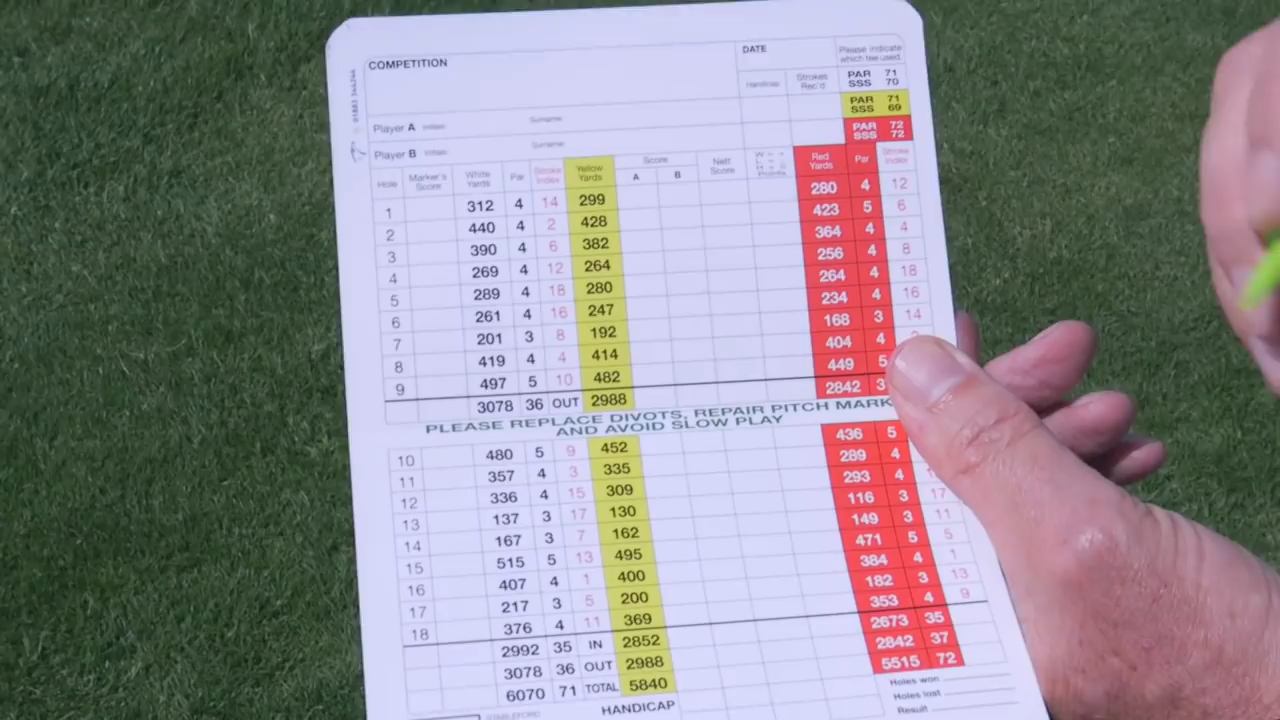 COMPETITION
DATE
Please indicate which tee used.
Handicap Strokes Rec'd PAR 71 SSS 70
PAR 71 SSS 69
Player A Initials Surname
PAR 72 SSS 72
Player B Initials Surname
Hole Marker's Score White Yards Par Stroke Index Yellow Yards Score A B Nett Score Points Red Yards Par Stroke Index
1 312 4 14 299 280 4 12
2 440 4 2 428 423 5 6
3 390 4 6 382 364 4 4
4 269 4 12 264 256 4 8
5 289 4 18 280 264 4 18
6 261 4 16 247 234 4 16
7 201 3 8 192 168 3 14
8 419 4 4 414 404 4
9 497 5 10 482 449 5
3078 36 OUT 2988 2842
PLEASE REPLACE DIVOTS, REPAIR PITCH
AND AVOID SLOW PLAY
10 480 5 9 452 436 5
11 357 4 3 335 289 4
12 336 4 15 309 293 4
13 137 3 17 130 116 3 17
14 167 3 7 162 149 3 11
15 515 5 13 495 471 5 5
16 407 4 1 400 384 4 1
17 217 3 5 200 182 3 13
18 376 4 11 369 353 4 9
2992 35 IN 2852 2673 35
3078 36 OUT 2988 2842 37
6070 71 TOTAL 5840 5515 72
HANDICAP
Holes won
Holes lost
Result